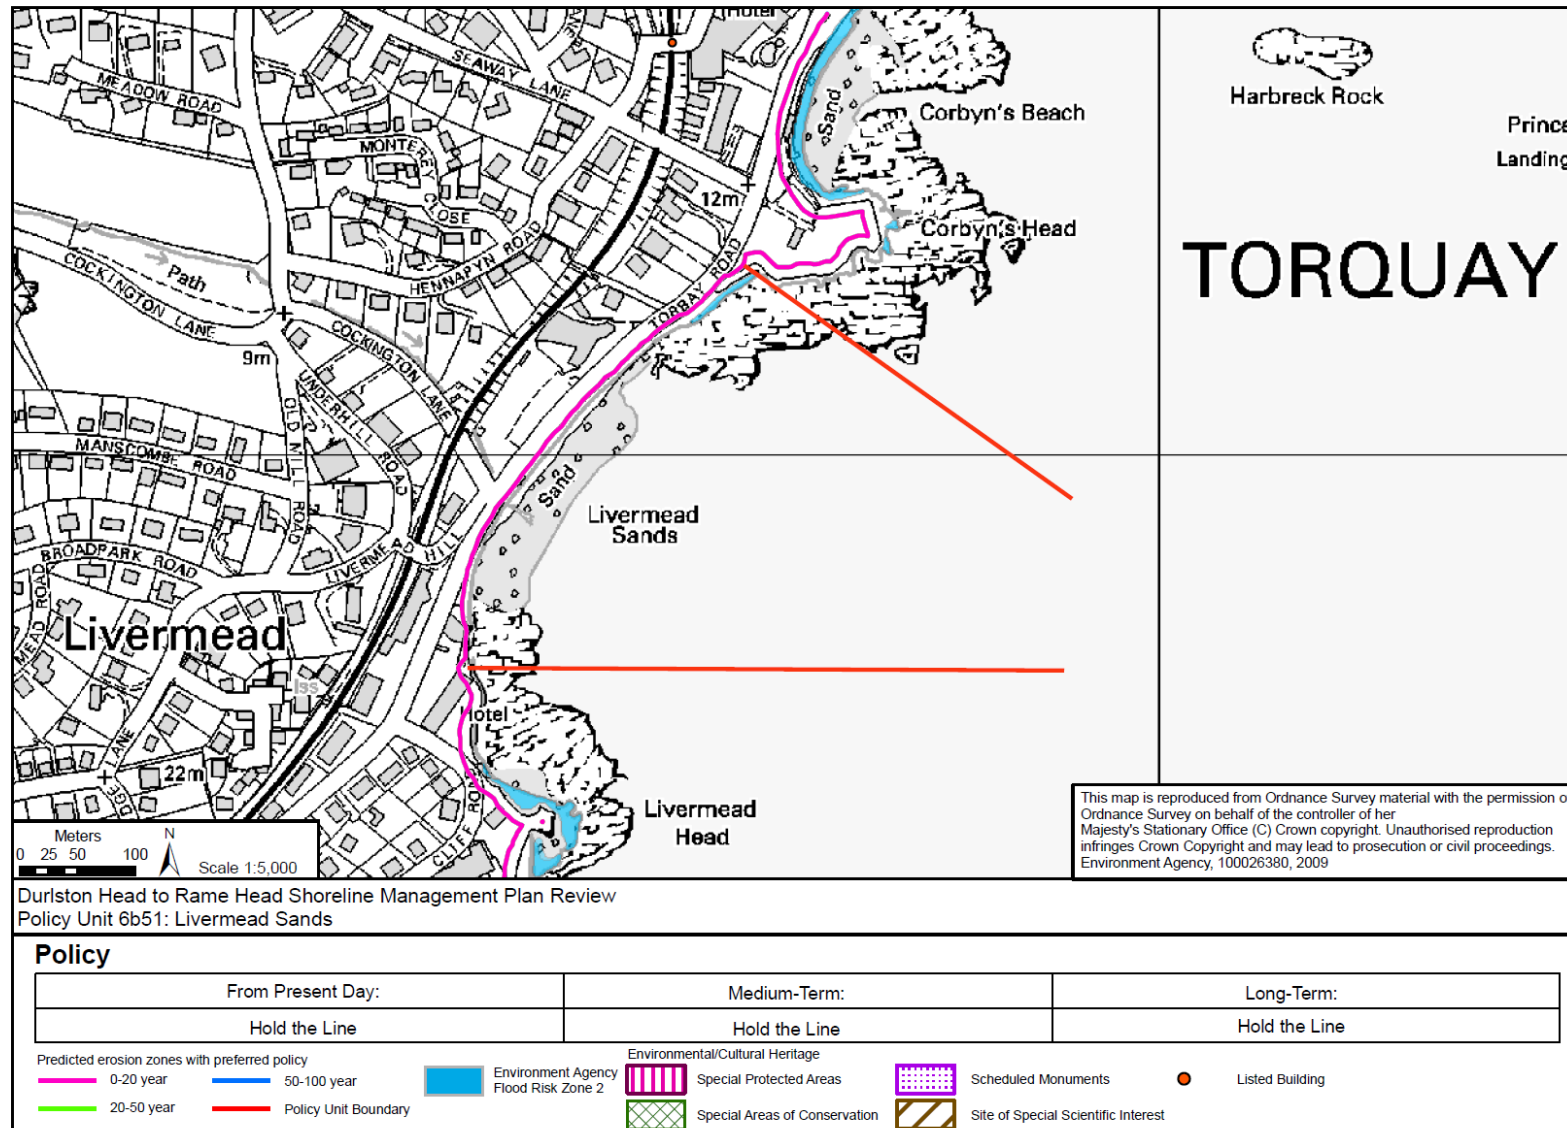 Hotel
SEAWAY LANE
MEADOW ROAD
Harbreck Rock
Corbyn's Beach
Sand
Prince
Landing
MONTEREY CLOSE
12m
Corbyn's Head
HENNAPYN ROAD
TORBAY ROAD
TORQUAY
Path
COCKINGTON LANE
COCKINGTON LANE
9m
UNDERHILL ROAD
OLD MILL ROAD
MANSCOMBE ROAD
Sand
Livermead
Sands
LIVERMEAD HILL
BROADPARK ROAD
MEAD ROAD
Livermead
Iss
Hotel
LANE
22m
CLIFF RO
Livermead
Head
Meters
0 25 50 100
N
Scale 1:5,000
This map is reproduced from Ordnance Survey material with the permission o
Ordnance Survey on behalf of the controller of her
Majesty's Stationary Office (C) Crown copyright. Unauthorised reproduction
infringes Crown Copyright and may lead to prosecution or civil proceedings.
Environment Agency, 100026380, 2009
Durlston Head to Rame Head Shoreline Management Plan Review
Policy Unit 6b51: Livermead Sands
Policy
From Present Day: Medium-Term: Long-Term:
Hold the Line Hold the Line Hold the Line
Predicted erosion zones with preferred policy
0-20 year
50-100 year
20-50 year
Policy Unit Boundary
Environment Agency
Flood Risk Zone 2
Environmental/Cultural Heritage
Special Protected Areas
Scheduled Monuments
Listed Building
Special Areas of Conservation
Site of Special Scientific Interest